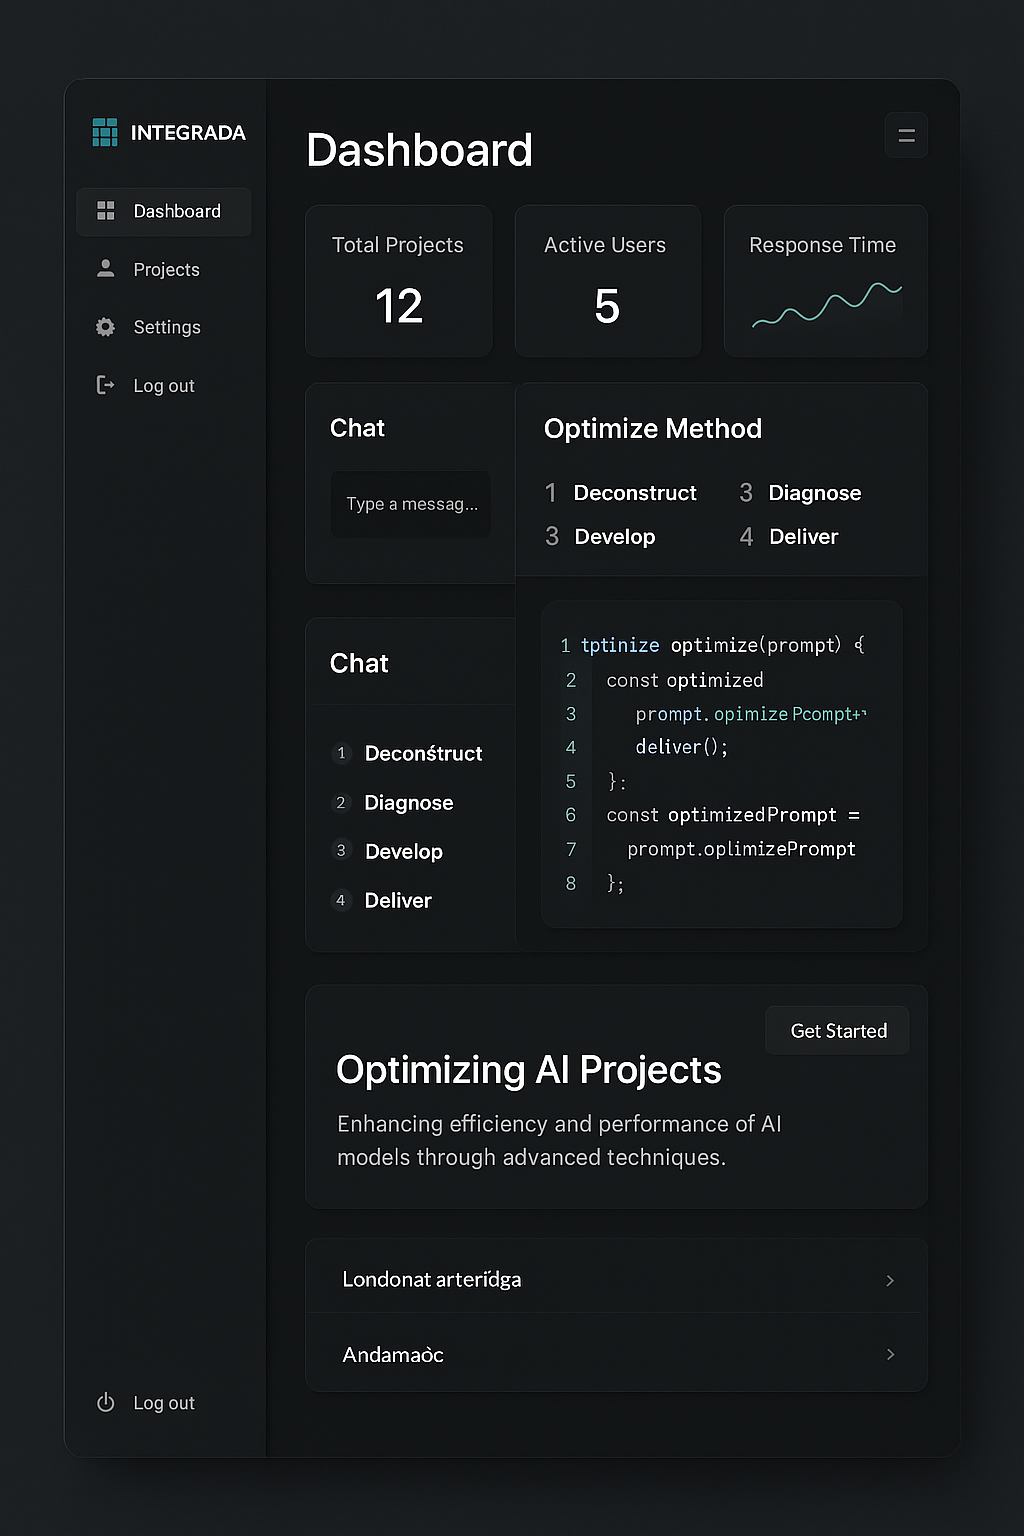 INTEGRADA
Dashboard
Projects
Settings
Log out
Log out
Dashboard
Total Projects
12
Active Users
5
Response Time
Chat
Type a messag...
Optimize Method
1 Deconstruct
3 Diagnose
3 Develop
4 Deliver
1 tptinize optimize(prompt) {
2 const optimized
3 prompt. opimize Pcompt+
4 deliver();
5 }:
6 const optimizedPrompt =
7 prompt.oplimizePrompt
8 };
Chat
1 Deconśtruct
2 Diagnose
3 Develop
4 Deliver
Get Started
Optimizing AI Projects
Enhancing efficiency and performance of AI
models through advanced techniques.
Londonat arterídga
Andamaòc